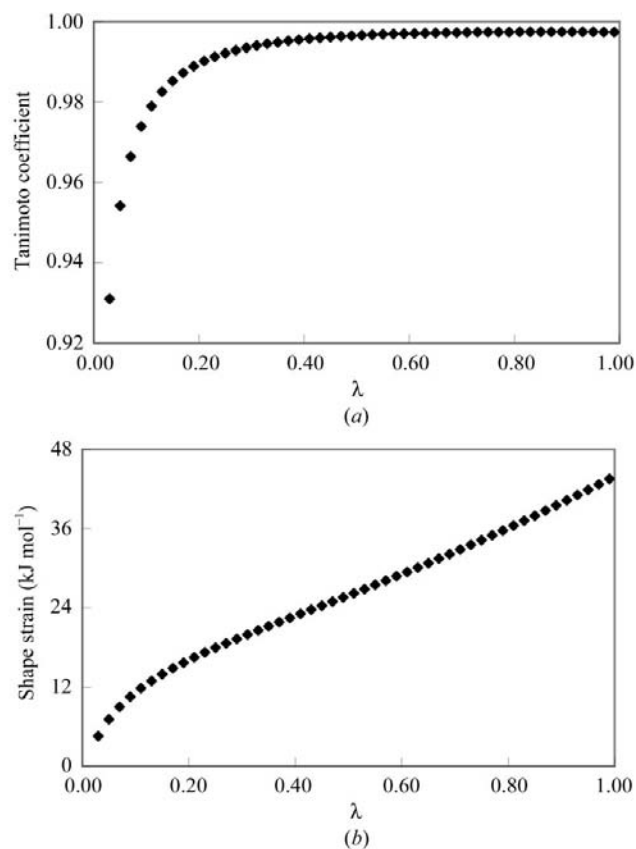 1.00
0.98
0.96
0.94
0.92
Tanimoto coefficient
0.00 0.20 0.40 0.60 0.80 1.00
λ
(a)
48
36
24
12
0
Shape strain (kJ mol⁻¹)
0.00 0.20 0.40 0.60 0.80 1.00
λ
(b)